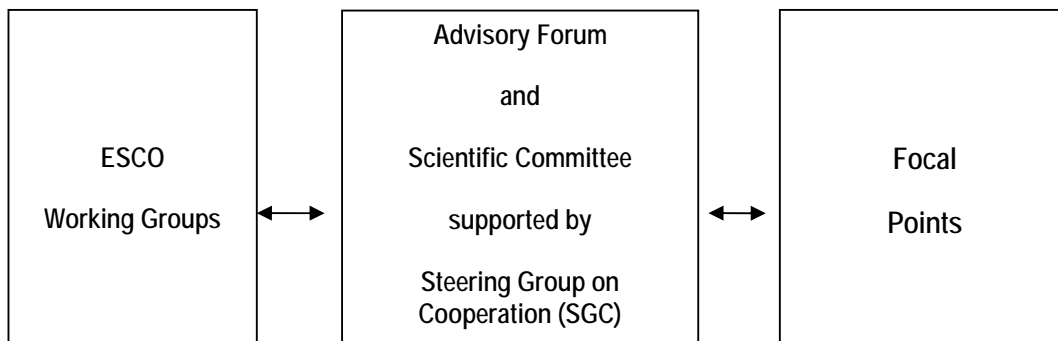 ESCO
Working Groups
Advisory Forum
and
Scientific Committee
supported by
Steering Group on
Cooperation (SGC)
Focal
Points